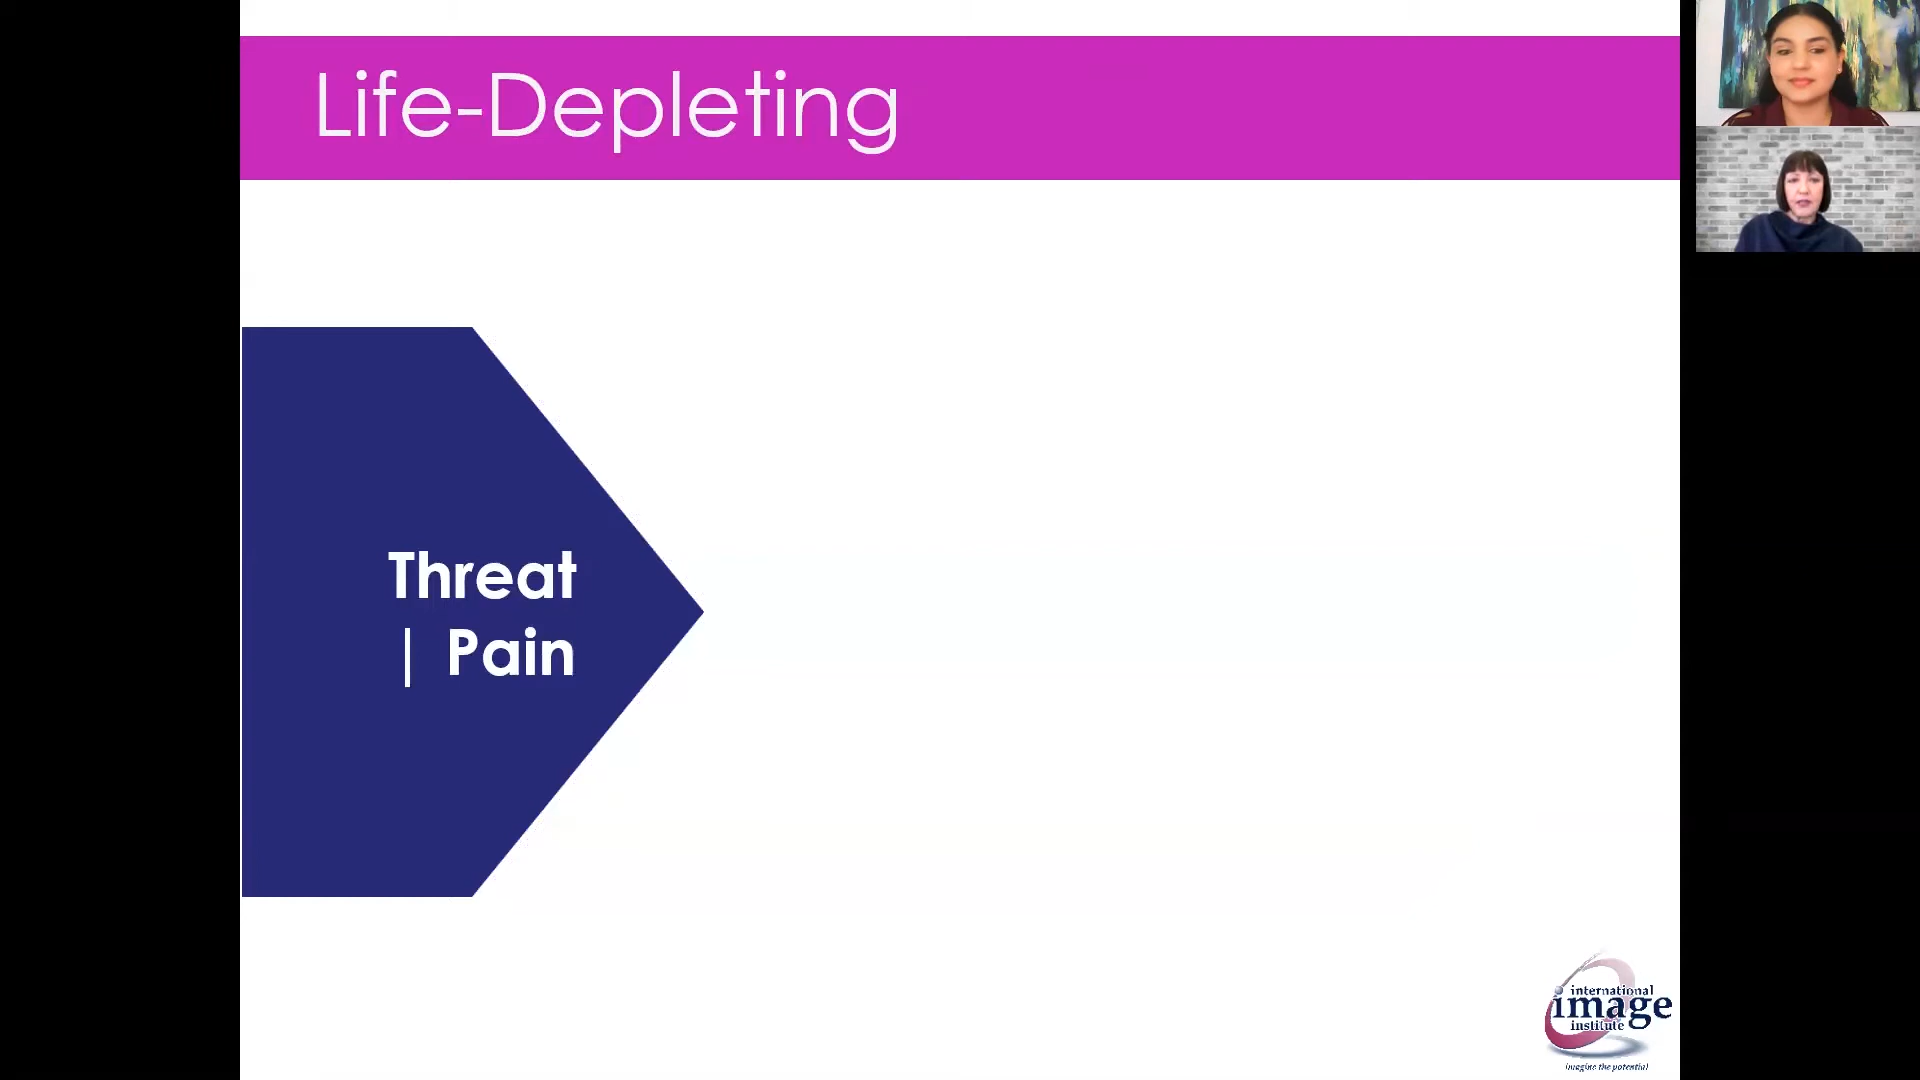 Life-Depleting
Threat
| Pain
international
image
institute
imagine the potential